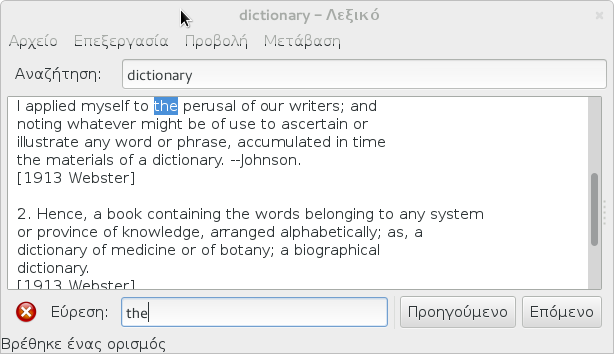 dictionary – Λεξικό
Αρχείο Επεξεργασία Προβολή Μετάβαση
Αναζήτηση: dictionary
I applied myself to the perusal of our writers; and
noting whatever might be of use to ascertain or
illustrate any word or phrase, accumulated in time
the materials of a dictionary. --Johnson.
[1913 Webster]
2. Hence, a book containing the words belonging to any system
or province of knowledge, arranged alphabetically; as, a
dictionary of medicine or of botany; a biographical
dictionary.
[1913 Webster]
Εύρεση: the Προηγούμενο Επόμενο
Βρέθηκε ένας ορισμός